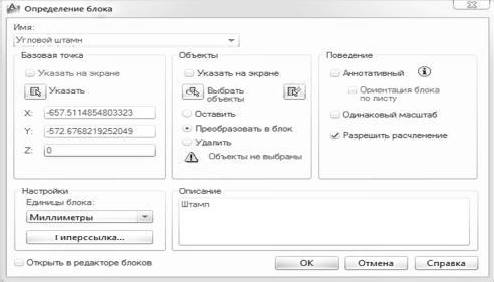 Определение блока
Имя:
Угловой штамп
Базовая точка
Указать на экране
Указать
X: -657.5114854803323
Y: -572.6768219252049
Z: 0
Объекты
Указать на экране
Выбрать
объекты
Оставить
Преобразовать в блок
Удалить
Объекты не выбраны
Поведение
Аннотативный
Ориентация блока
по листу
Одинаковый масштаб
Разрешить расчленение
Настройки
Единицы блока:
Миллиметры
Гиперссылка...
Описание
Штамп
Открыть в редакторе блоков
OK
Отмена
Справка